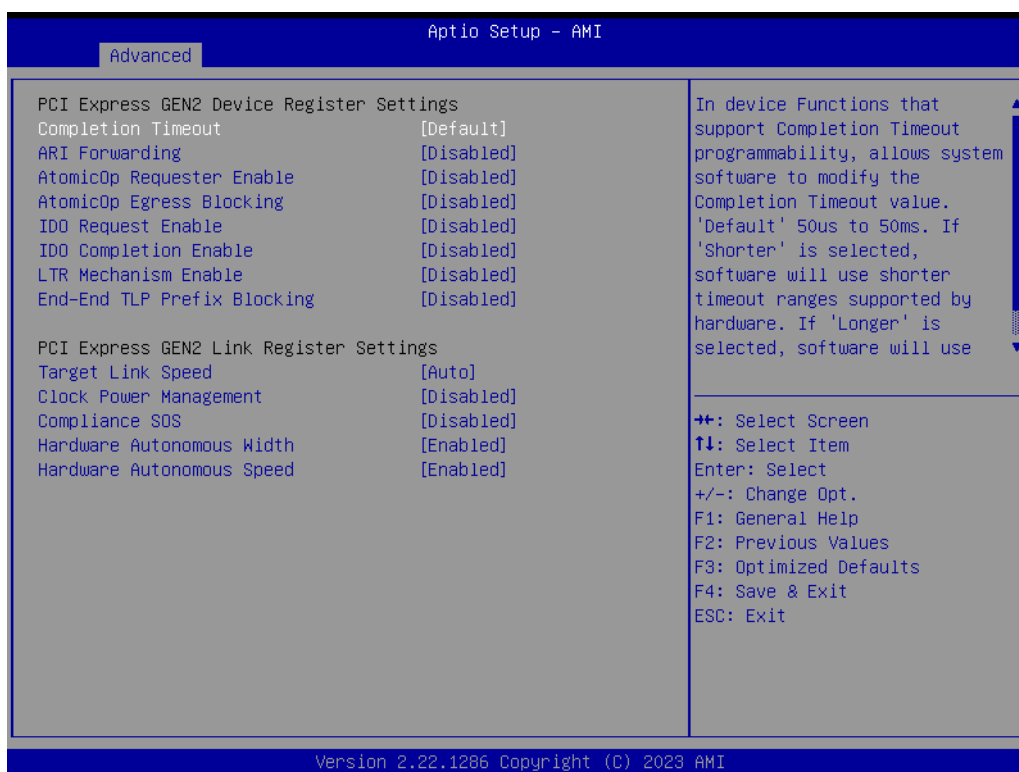 Aptio Setup – AMI
Advanced
PCI Express GEN2 Device Register Settings
Completion Timeout [Default]
ARI Forwarding [Disabled]
AtomicOp Requester Enable [Disabled]
AtomicOp Egress Blocking [Disabled]
IDO Request Enable [Disabled]
IDO Completion Enable [Disabled]
LTR Mechanism Enable [Disabled]
End-End TLP Prefix Blocking [Disabled]
PCI Express GEN2 Link Register Settings
Target Link Speed [Auto]
Clock Power Management [Disabled]
Compliance SOS [Disabled]
Hardware Autonomous Width [Enabled]
Hardware Autonomous Speed [Enabled]
In device Functions that
support Completion Timeout
programmability, allows system
software to modify the
Completion Timeout value.
'Default' 50us to 50ms. If
'Shorter' is selected,
software will use shorter
timeout ranges supported by
hardware. If 'Longer' is
selected, software will use
→←: Select Screen
↑↓: Select Item
Enter: Select
+/-: Change Opt.
F1: General Help
F2: Previous Values
F3: Optimized Defaults
F4: Save & Exit
ESC: Exit
Version 2.22.1286 Copyright (C) 2023 AMI